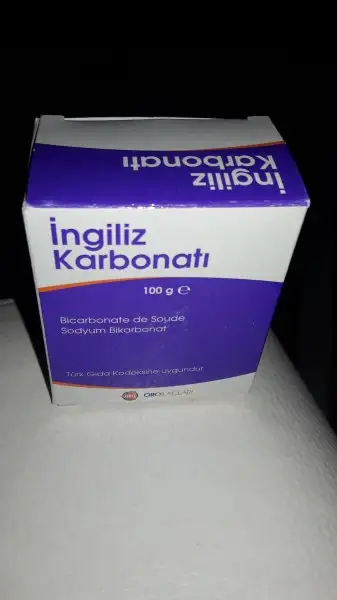 İngiliz
Karbonatı
İngiliz
Karbonatı
100 g ℮
Bicarbonate de Soude
Sodyum Bikarbonat
Türk Gıda Kodeksine uygundur